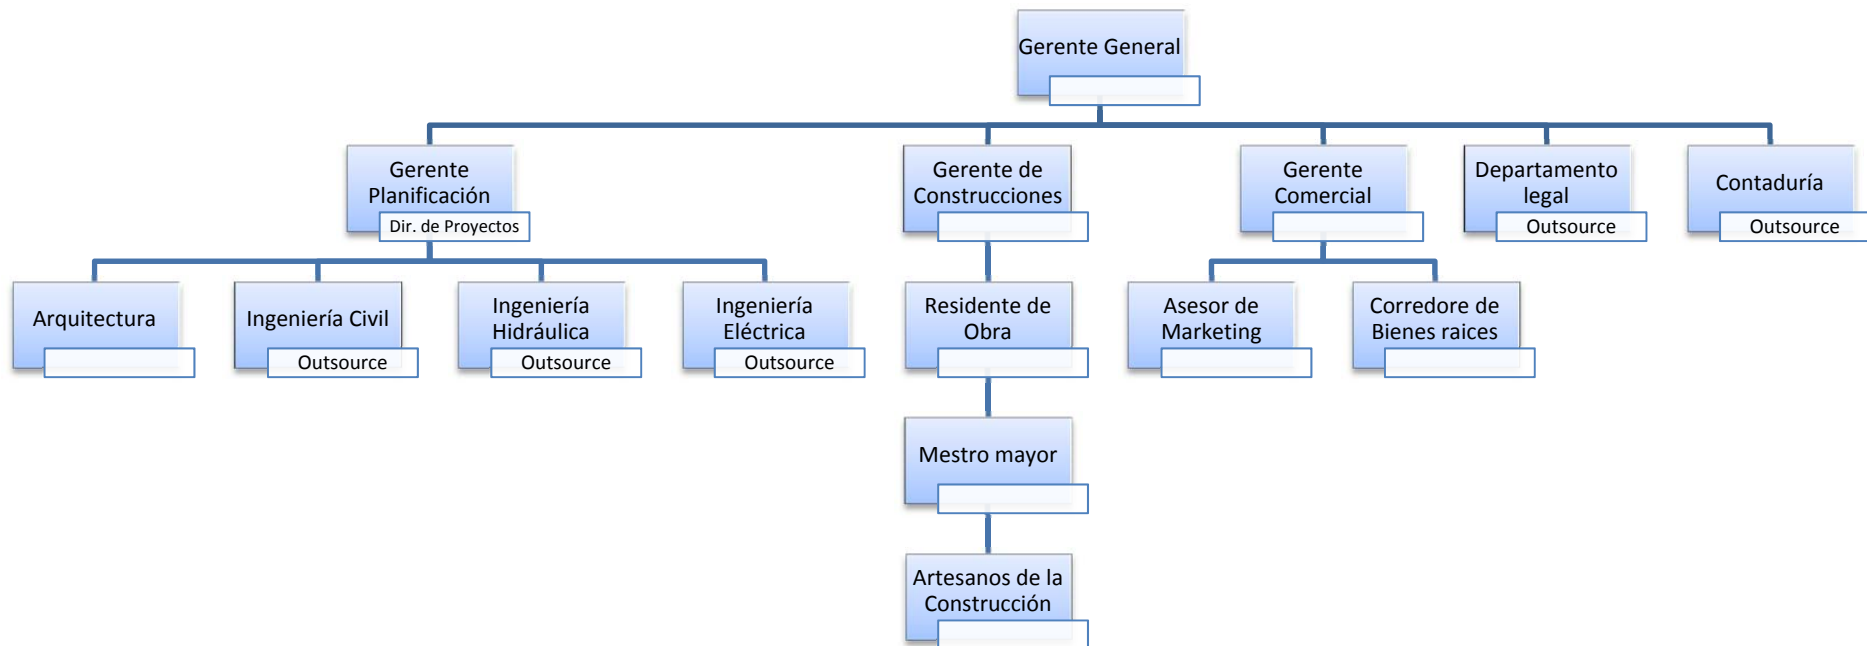 Gerente General
Gerente
Planificación
Dir. de Proyectos
Gerente de
Construcciones
Gerente
Comercial
Departamento
legal
Outsource
Contaduría
Outsource
Arquitectura
Ingeniería Civil
Outsource
Ingeniería
Hidráulica
Outsource
Ingeniería
Eléctrica
Outsource
Residente de
Obra
Asesor de
Marketing
Corredore de
Bienes raices
Mestro mayor
Artesanos de la
Construcción